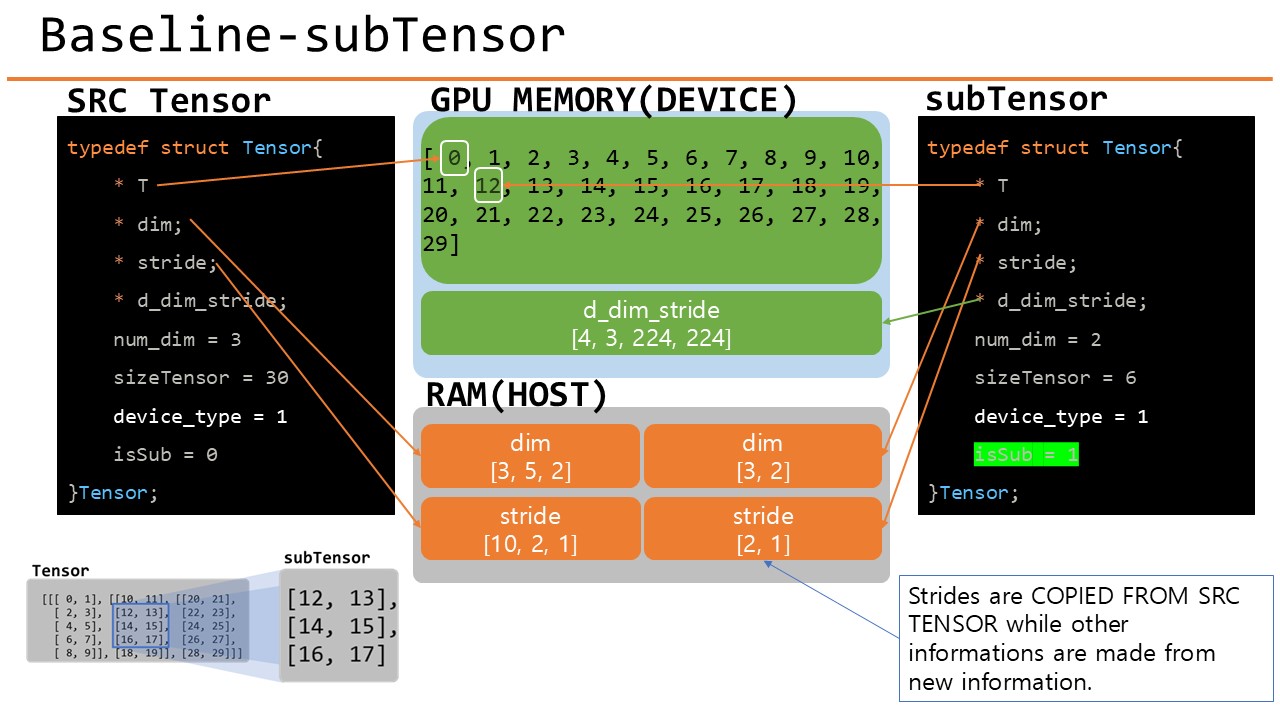 Baseline-subTensor
SRC Tensor
typedef struct Tensor{
* T
* dim;
* stride;
* d_dim_stride;
num_dim = 3
sizeTensor = 30
device_type = 1
isSub = 0
}Tensor;
GPU MEMORY(DEVICE)
[ 0, 1, 2, 3, 4, 5, 6, 7, 8, 9, 10,
11, 12, 13, 14, 15, 16, 17, 18, 19,
20, 21, 22, 23, 24, 25, 26, 27, 28,
29]
d_dim_stride
[4, 3, 224, 224]
RAM(HOST)
dim
[3, 5, 2]
dim
[3, 2]
stride
[10, 2, 1]
stride
[2, 1]
subTensor
typedef struct Tensor{
* T
* dim;
* stride;
* d_dim_stride;
num_dim = 2
sizeTensor = 6
device_type = 1
isSub = 1
}Tensor;
Tensor
[[[ 0, 1], [[10, 11], [[20, 21],
[ 2, 3], [12, 13], [22, 23],
[ 4, 5], [14, 15], [24, 25],
[ 6, 7], [16, 17], [26, 27],
[ 8, 9]], [18, 19]], [28, 29]]]
subTensor
[12, 13],
[14, 15],
[16, 17]
Strides are COPIED FROM SRC
TENSOR while other
informations are made from
new information.